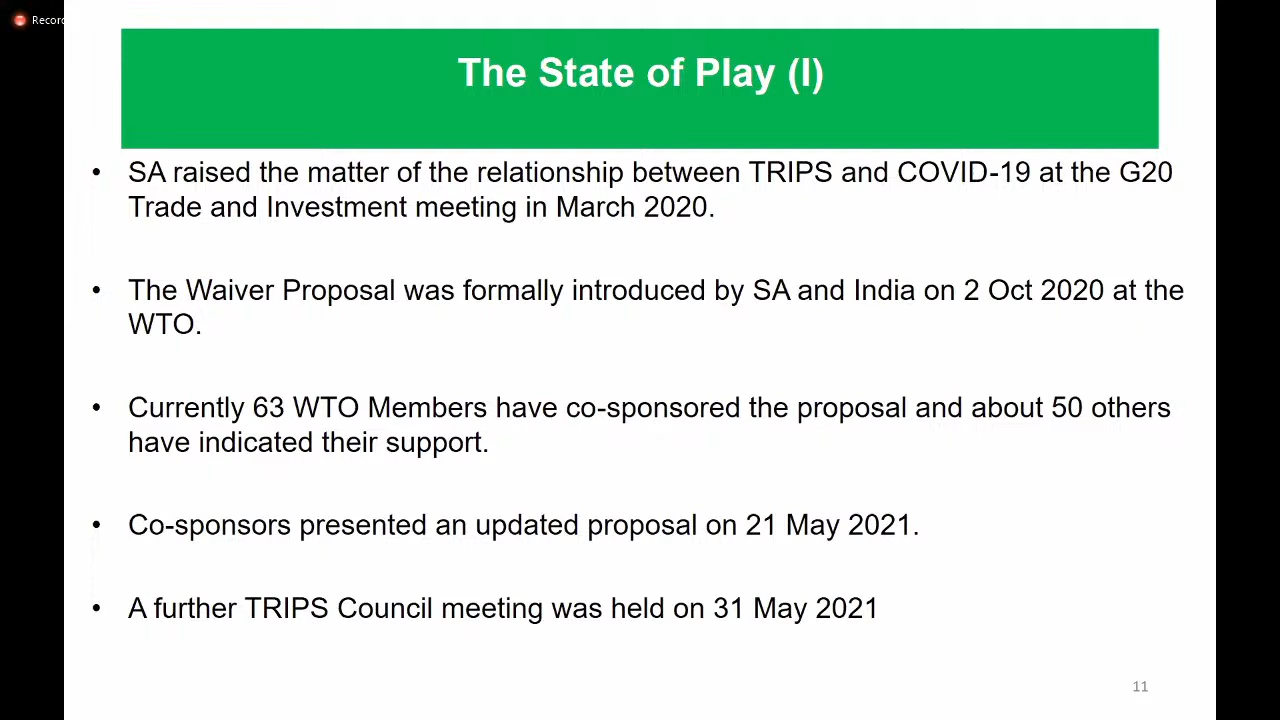 Recor
The State of Play (I)
• SA raised the matter of the relationship between TRIPS and COVID-19 at the G20
Trade and Investment meeting in March 2020.
• The Waiver Proposal was formally introduced by SA and India on 2 Oct 2020 at the
WTO.
• Currently 63 WTO Members have co-sponsored the proposal and about 50 others
have indicated their support.
• Co-sponsors presented an updated proposal on 21 May 2021.
• A further TRIPS Council meeting was held on 31 May 2021
11